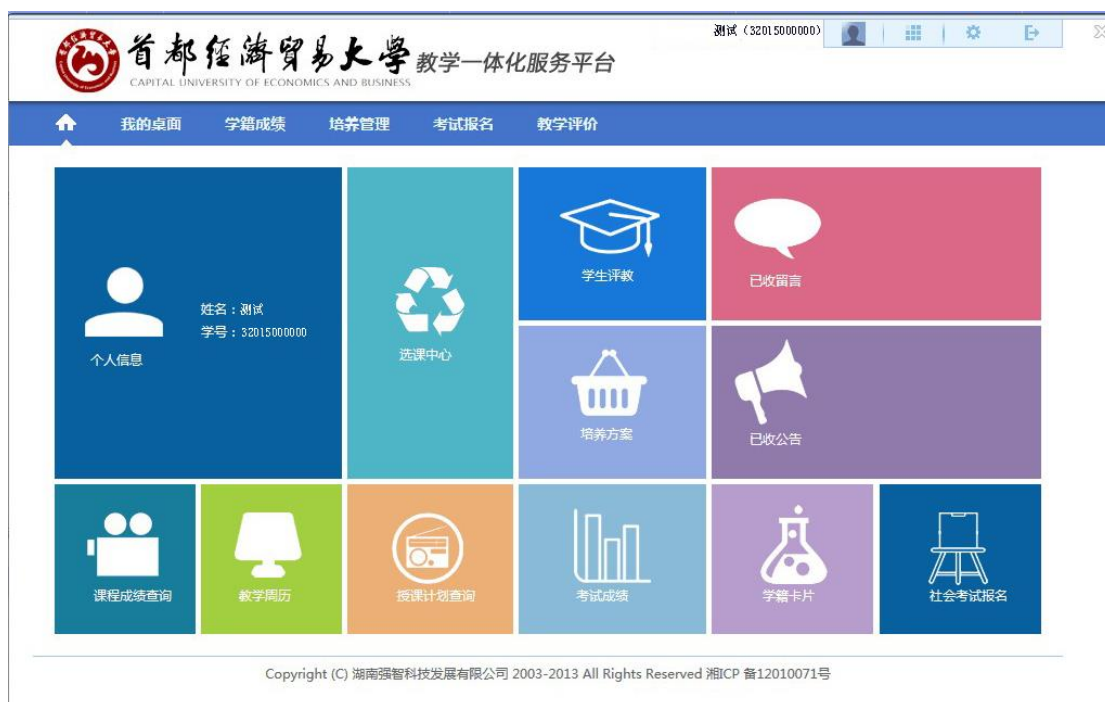 测试（32015000000）
首都经济贸易大学 教学一体化服务平台
CAPITAL UNIVERSITY OF ECONOMICS AND BUSINESS
我的桌面 学籍成绩 培养管理 考试报名 教学评价
姓名：测试
学号：32015000000
个人信息
选课中心
学生评教
已收留言
培养方案
已收公告
课程成绩查询
教学周历
授课计划查询
考试成绩
学籍卡片
社会考试报名
Copyright (C) 湖南强智科技发展有限公司 2003-2013 All Rights Reserved 湘ICP 备12010071号